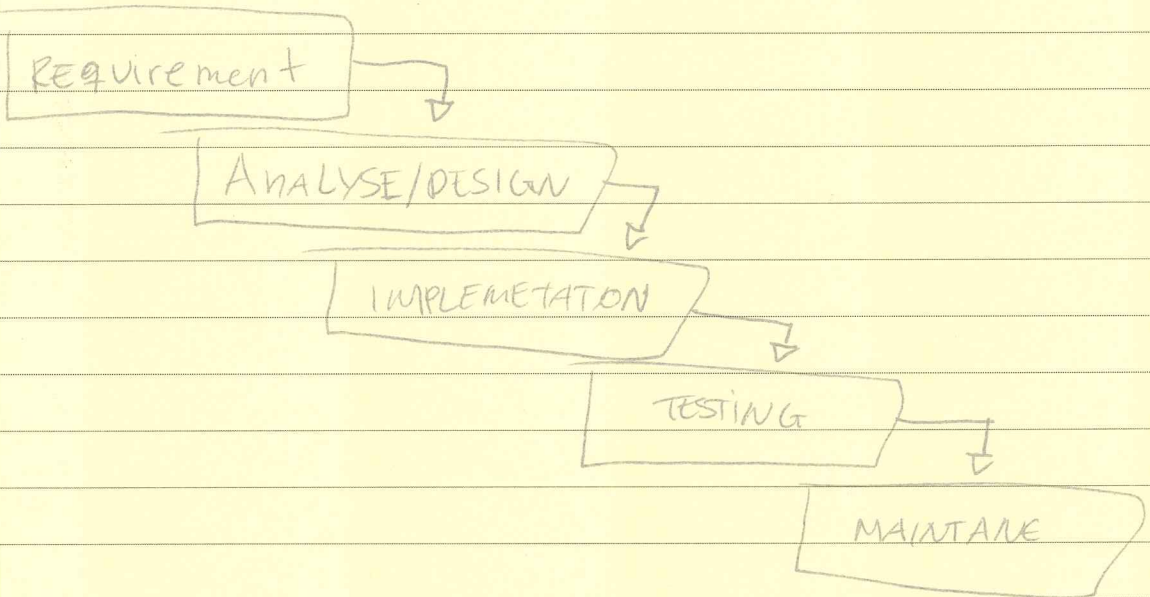 REqUirement
ANALYSE/DESIGN
IMPLEMETATON
TESTiNG
MAINTANE